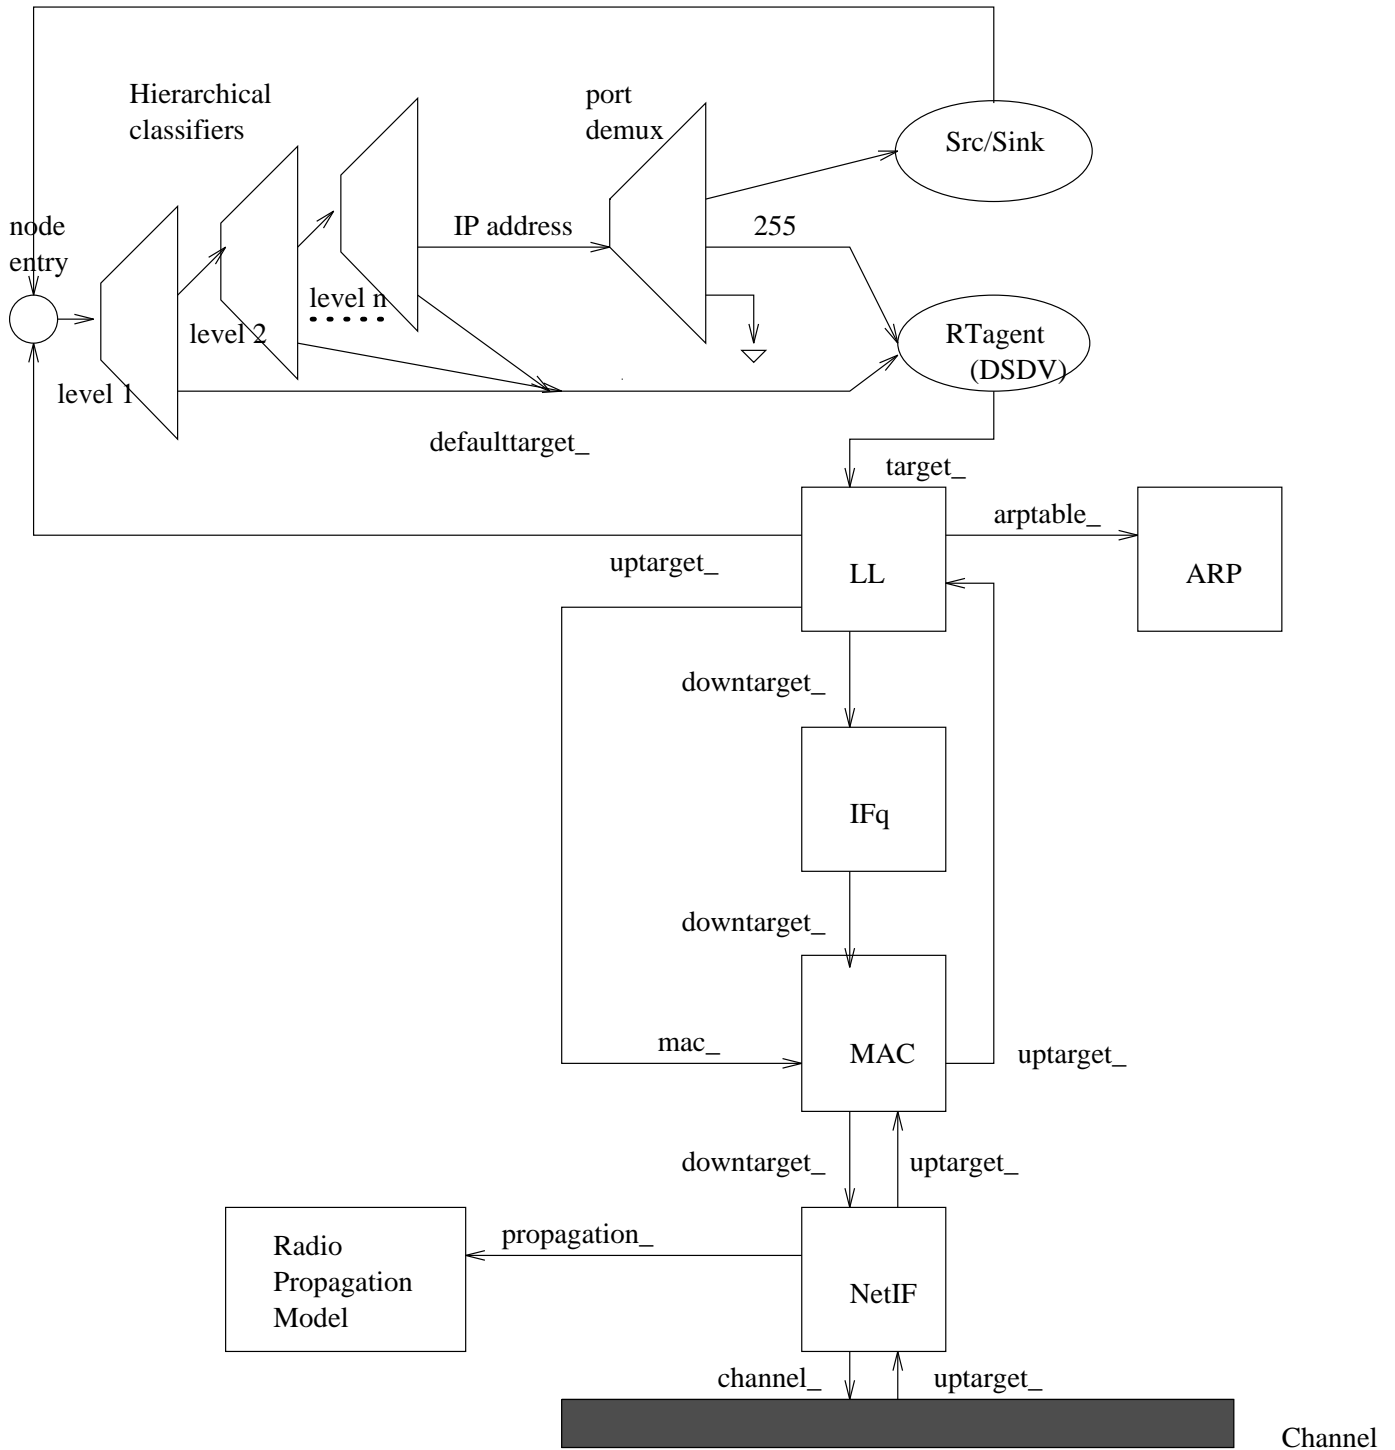 Hierarchical
classifiers
port
demux
Src/Sink
node
entry
IP address
255
level n
level 2
level 1
RTagent
(DSDV)
defaulttarget_
target_
arptable_
uptarget_
LL
ARP
downtarget_
IFq
downtarget_
mac_
MAC
uptarget_
downtarget_
uptarget_
propagation_
Radio
Propagation
Model
NetIF
channel_
uptarget_
Channel